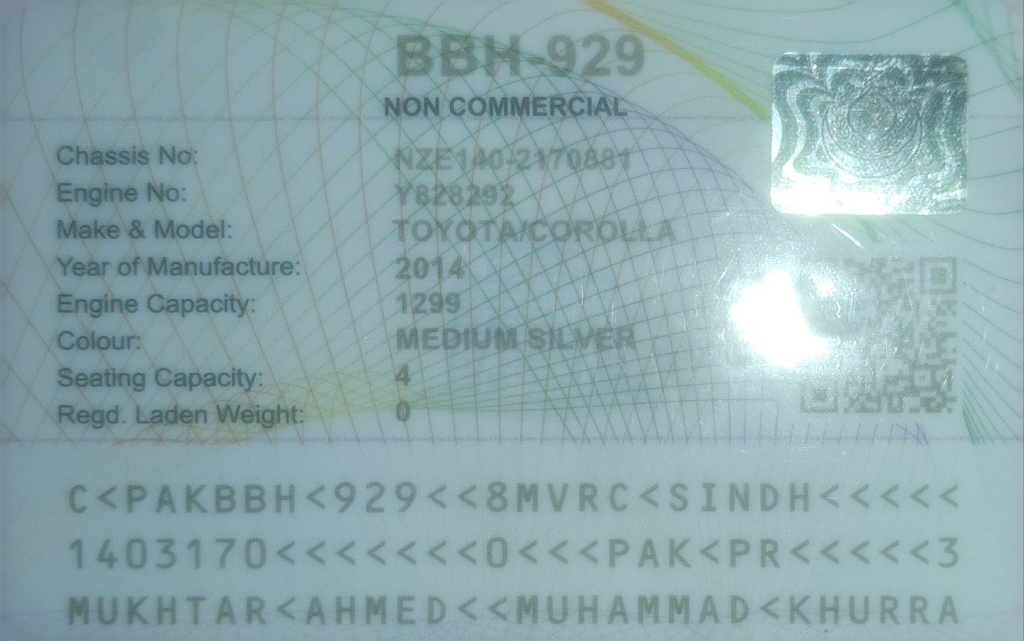 BBH-929
NON COMMERCIAL
Chassis No: NZE140-2170881
Engine No: Y828292
Make & Model: TOYOTA/COROLLA
Year of Manufacture: 2014
Engine Capacity: 1299
Colour: MEDIUM SILVER
Seating Capacity: 4
Regd. Laden Weight: 0
C<PAKBBH<929<<8MVRC<SINDH<<<<<
1403170<<<<<<<0<<<PAK<PR<<<<<3
MUKHTAR<AHMED<<MUHAMMAD<KHURRA